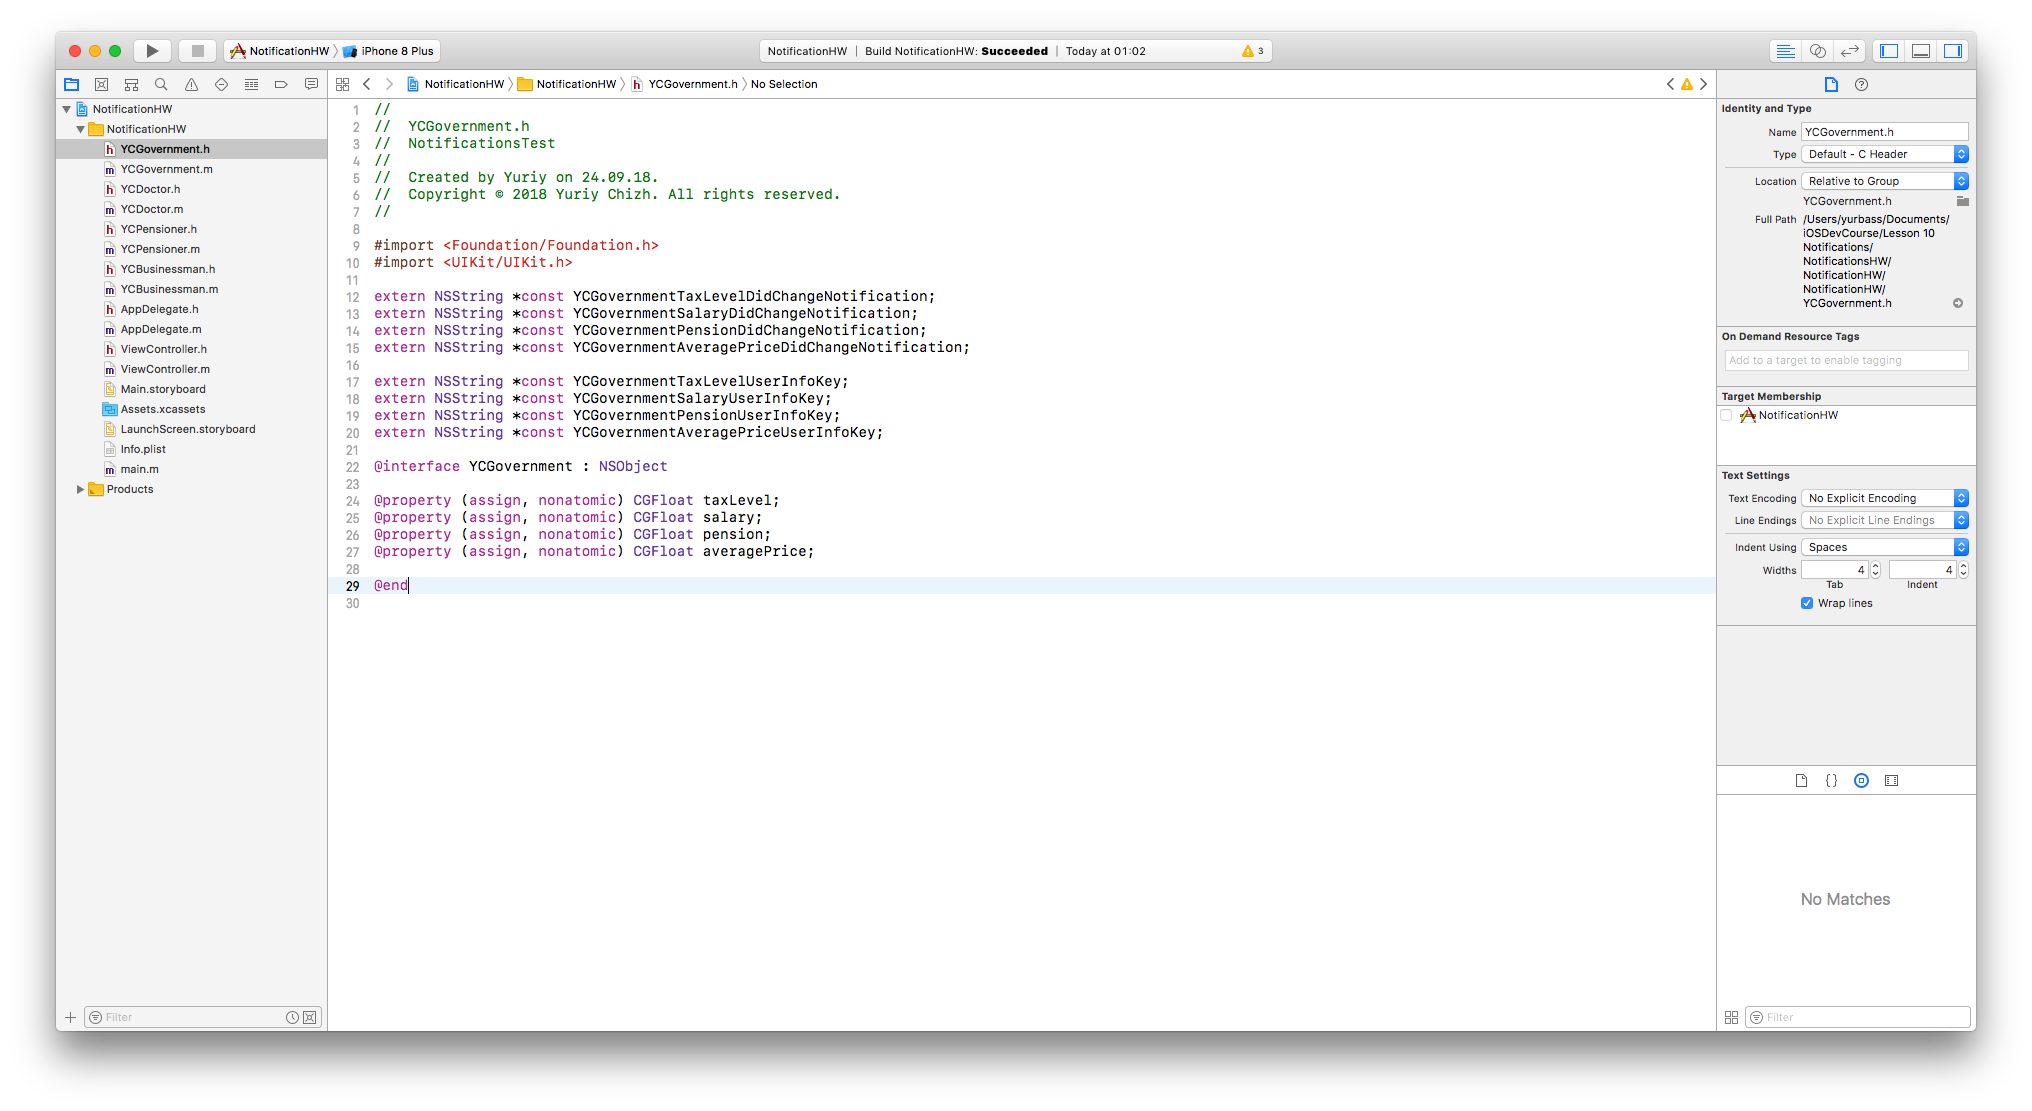 NotificationHW
iPhone 8 Plus
NotificationHW | Build NotificationHW: Succeeded | Today at 01:02
3
NotificationHW
NotificationHW
YCGovernment.h
No Selection
NotificationHW
NotificationHW
YCGovernment.h
YCGovernment.m
YCDoctor.h
YCDoctor.m
YCPensioner.h
YCPensioner.m
YCBusinessman.h
YCBusinessman.m
AppDelegate.h
AppDelegate.m
ViewController.h
ViewController.m
Main.storyboard
Assets.xcassets
LaunchScreen.storyboard
Info.plist
main.m
Products
Filter
1 //
2 //  YCGovernment.h
3 //  NotificationsTest
4 //
5 //  Created by Yuriy on 24.09.18.
6 //  Copyright © 2018 Yuriy Chizh. All rights reserved.
7 //
8
9 #import <Foundation/Foundation.h>
10 #import <UIKit/UIKit.h>
11
12 extern NSString *const YCGovernmentTaxLevelDidChangeNotification;
13 extern NSString *const YCGovernmentSalaryDidChangeNotification;
14 extern NSString *const YCGovernmentPensionDidChangeNotification;
15 extern NSString *const YCGovernmentAveragePriceDidChangeNotification;
16
17 extern NSString *const YCGovernmentTaxLevelUserInfoKey;
18 extern NSString *const YCGovernmentSalaryUserInfoKey;
19 extern NSString *const YCGovernmentPensionUserInfoKey;
20 extern NSString *const YCGovernmentAveragePriceUserInfoKey;
21
22 @interface YCGovernment : NSObject
23
24 @property (assign, nonatomic) CGFloat taxLevel;
25 @property (assign, nonatomic) CGFloat salary;
26 @property (assign, nonatomic) CGFloat pension;
27 @property (assign, nonatomic) CGFloat averagePrice;
28
29 @end
30
Identity and Type
Name YCGovernment.h
Type Default - C Header
Location Relative to Group
YCGovernment.h
Full Path /Users/yurbass/Documents/
iOSDevCourse/Lesson 10
Notifications/
NotificationsHW/
NotificationHW/
NotificationHW/
YCGovernment.h
On Demand Resource Tags
Add to a target to enable tagging
Target Membership
NotificationHW
Text Settings
Text Encoding No Explicit Encoding
Line Endings No Explicit Line Endings
Indent Using Spaces
Widths 4 4
Tab Indent
Wrap lines
{}
No Matches
Filter